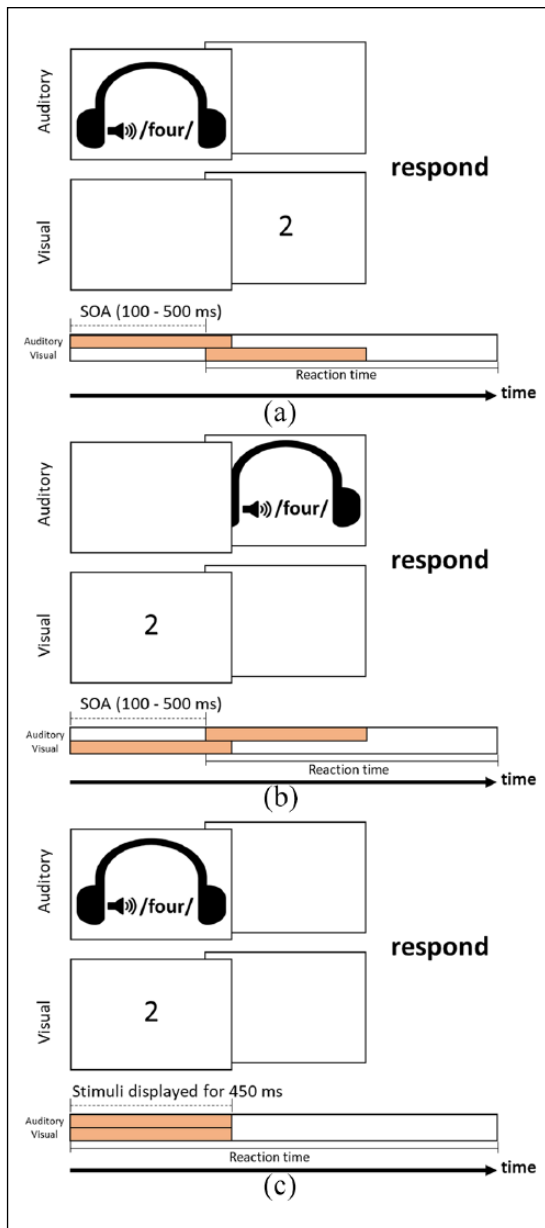 Auditory
/four/
respond
Visual
2
SOA (100 - 500 ms)
Auditory
Visual
Reaction time
time
(a)
Auditory
/four/
respond
Visual
2
SOA (100 - 500 ms)
Auditory
Visual
Reaction time
time
(b)
Auditory
/four/
respond
Visual
2
Stimuli displayed for 450 ms
Auditory
Visual
Reaction time
time
(c)